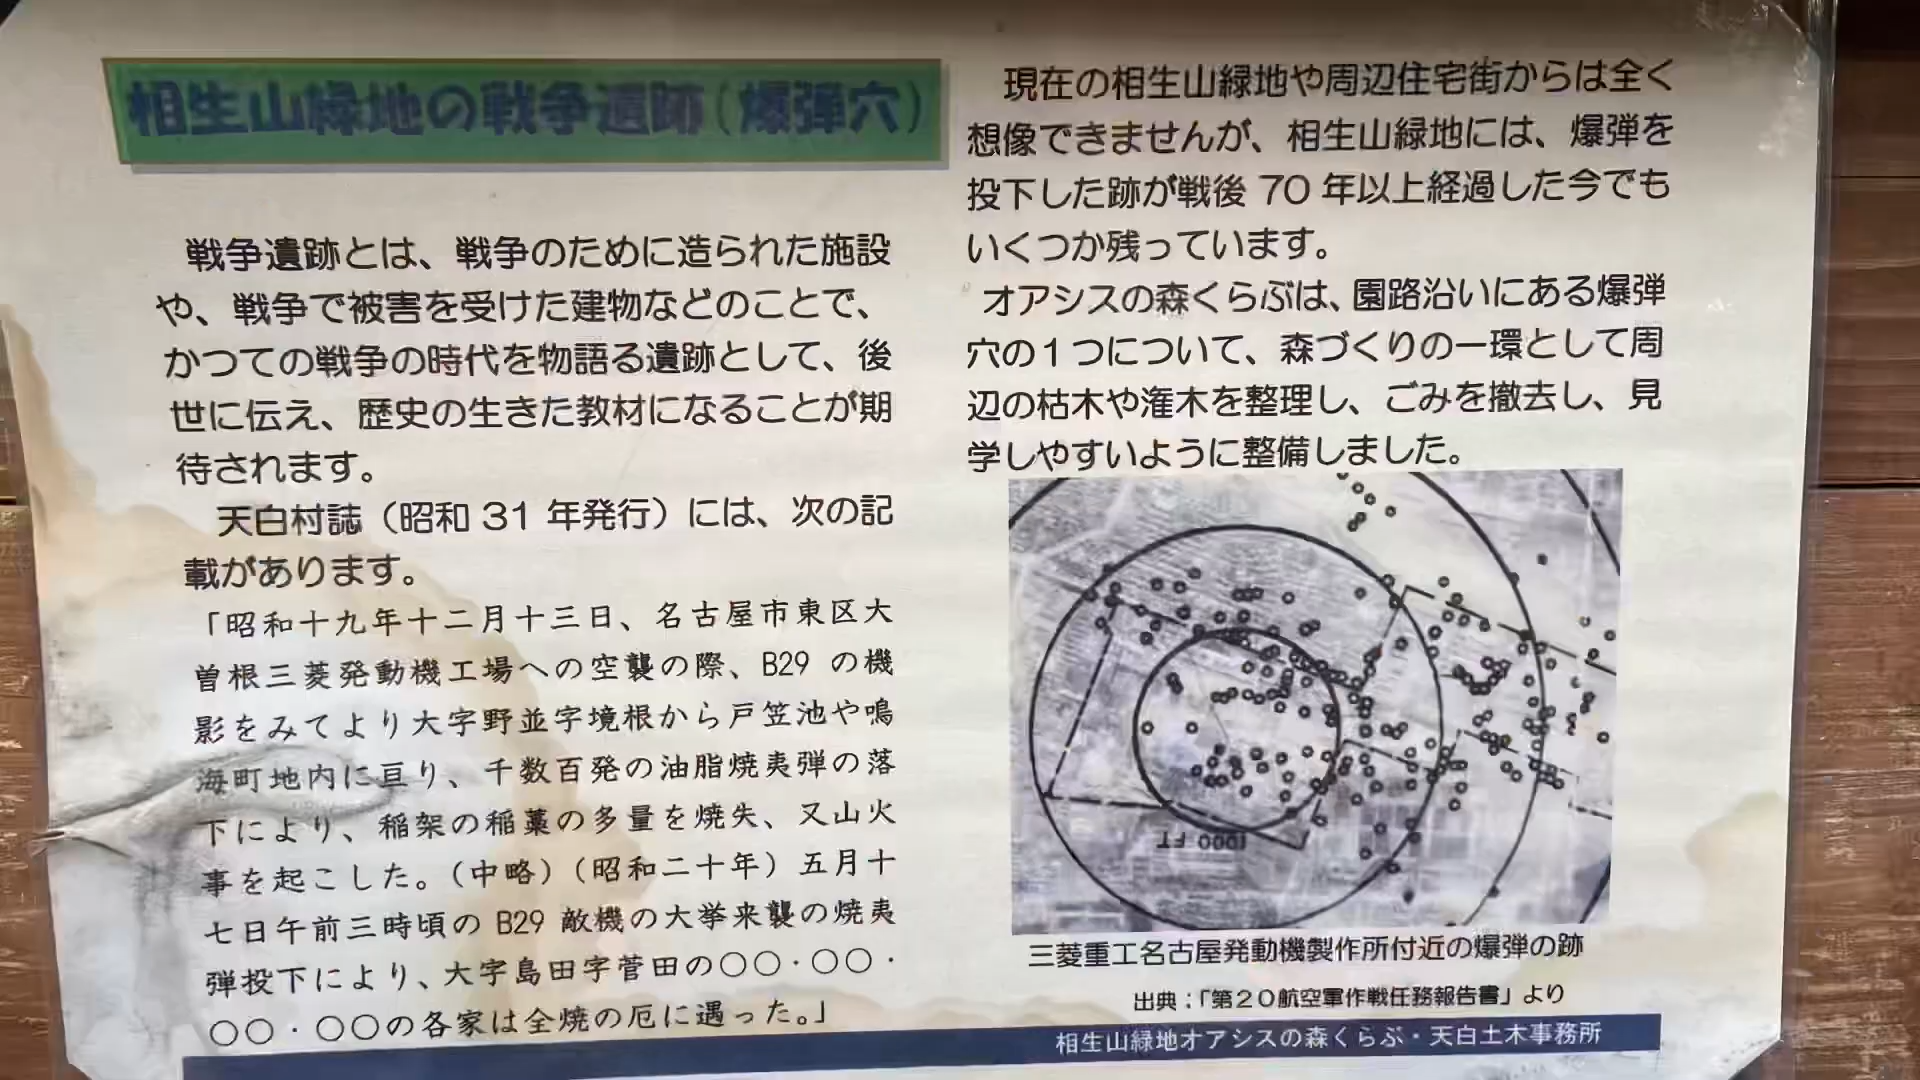 相生山緑地の戦争遺跡（爆弾穴）
戦争遺跡とは、戦争のために造られた施設
や、戦争で被害を受けた建物などのことで、
かつての戦争の時代を物語る遺跡として、後
世に伝え、歴史の生きた教材になることが期
待されます。
天白村誌（昭和 31 年発行）には、次の記
載があります。
「昭和十九年十二月十三日、名古屋市東区大
曽根三菱発動機工場への空襲の際、B29 の機
影をみてより大字野並字境根から戸笠池や鳴
海町地内に亘り、千数百発の油脂焼夷弾の落
下により、稲架の稲藁の多量を焼失、又山火
事を起こした。（中略）（昭和二十年）五月十
七日午前三時頃の B29 敵機の大挙来襲の焼夷
弾投下により、大字島田字菅田の〇〇・〇〇・
〇〇・〇〇の各家は全焼の厄に遇った。」
現在の相生山緑地や周辺住宅街からは全く
想像できませんが、相生山緑地には、爆弾を
投下した跡が戦後 70 年以上経過した今でも
いくつか残っています。
オアシスの森くらぶは、園路沿いにある爆弾
穴の１つについて、森づくりの一環として周
辺の枯木や潅木を整理し、ごみを撤去し、見
学しやすいように整備しました。
1000 FT
三菱重工名古屋発動機製作所付近の爆弾の跡
出典：「第２０航空軍作戦任務報告書」より
相生山緑地オアシスの森くらぶ・天白土木事務所